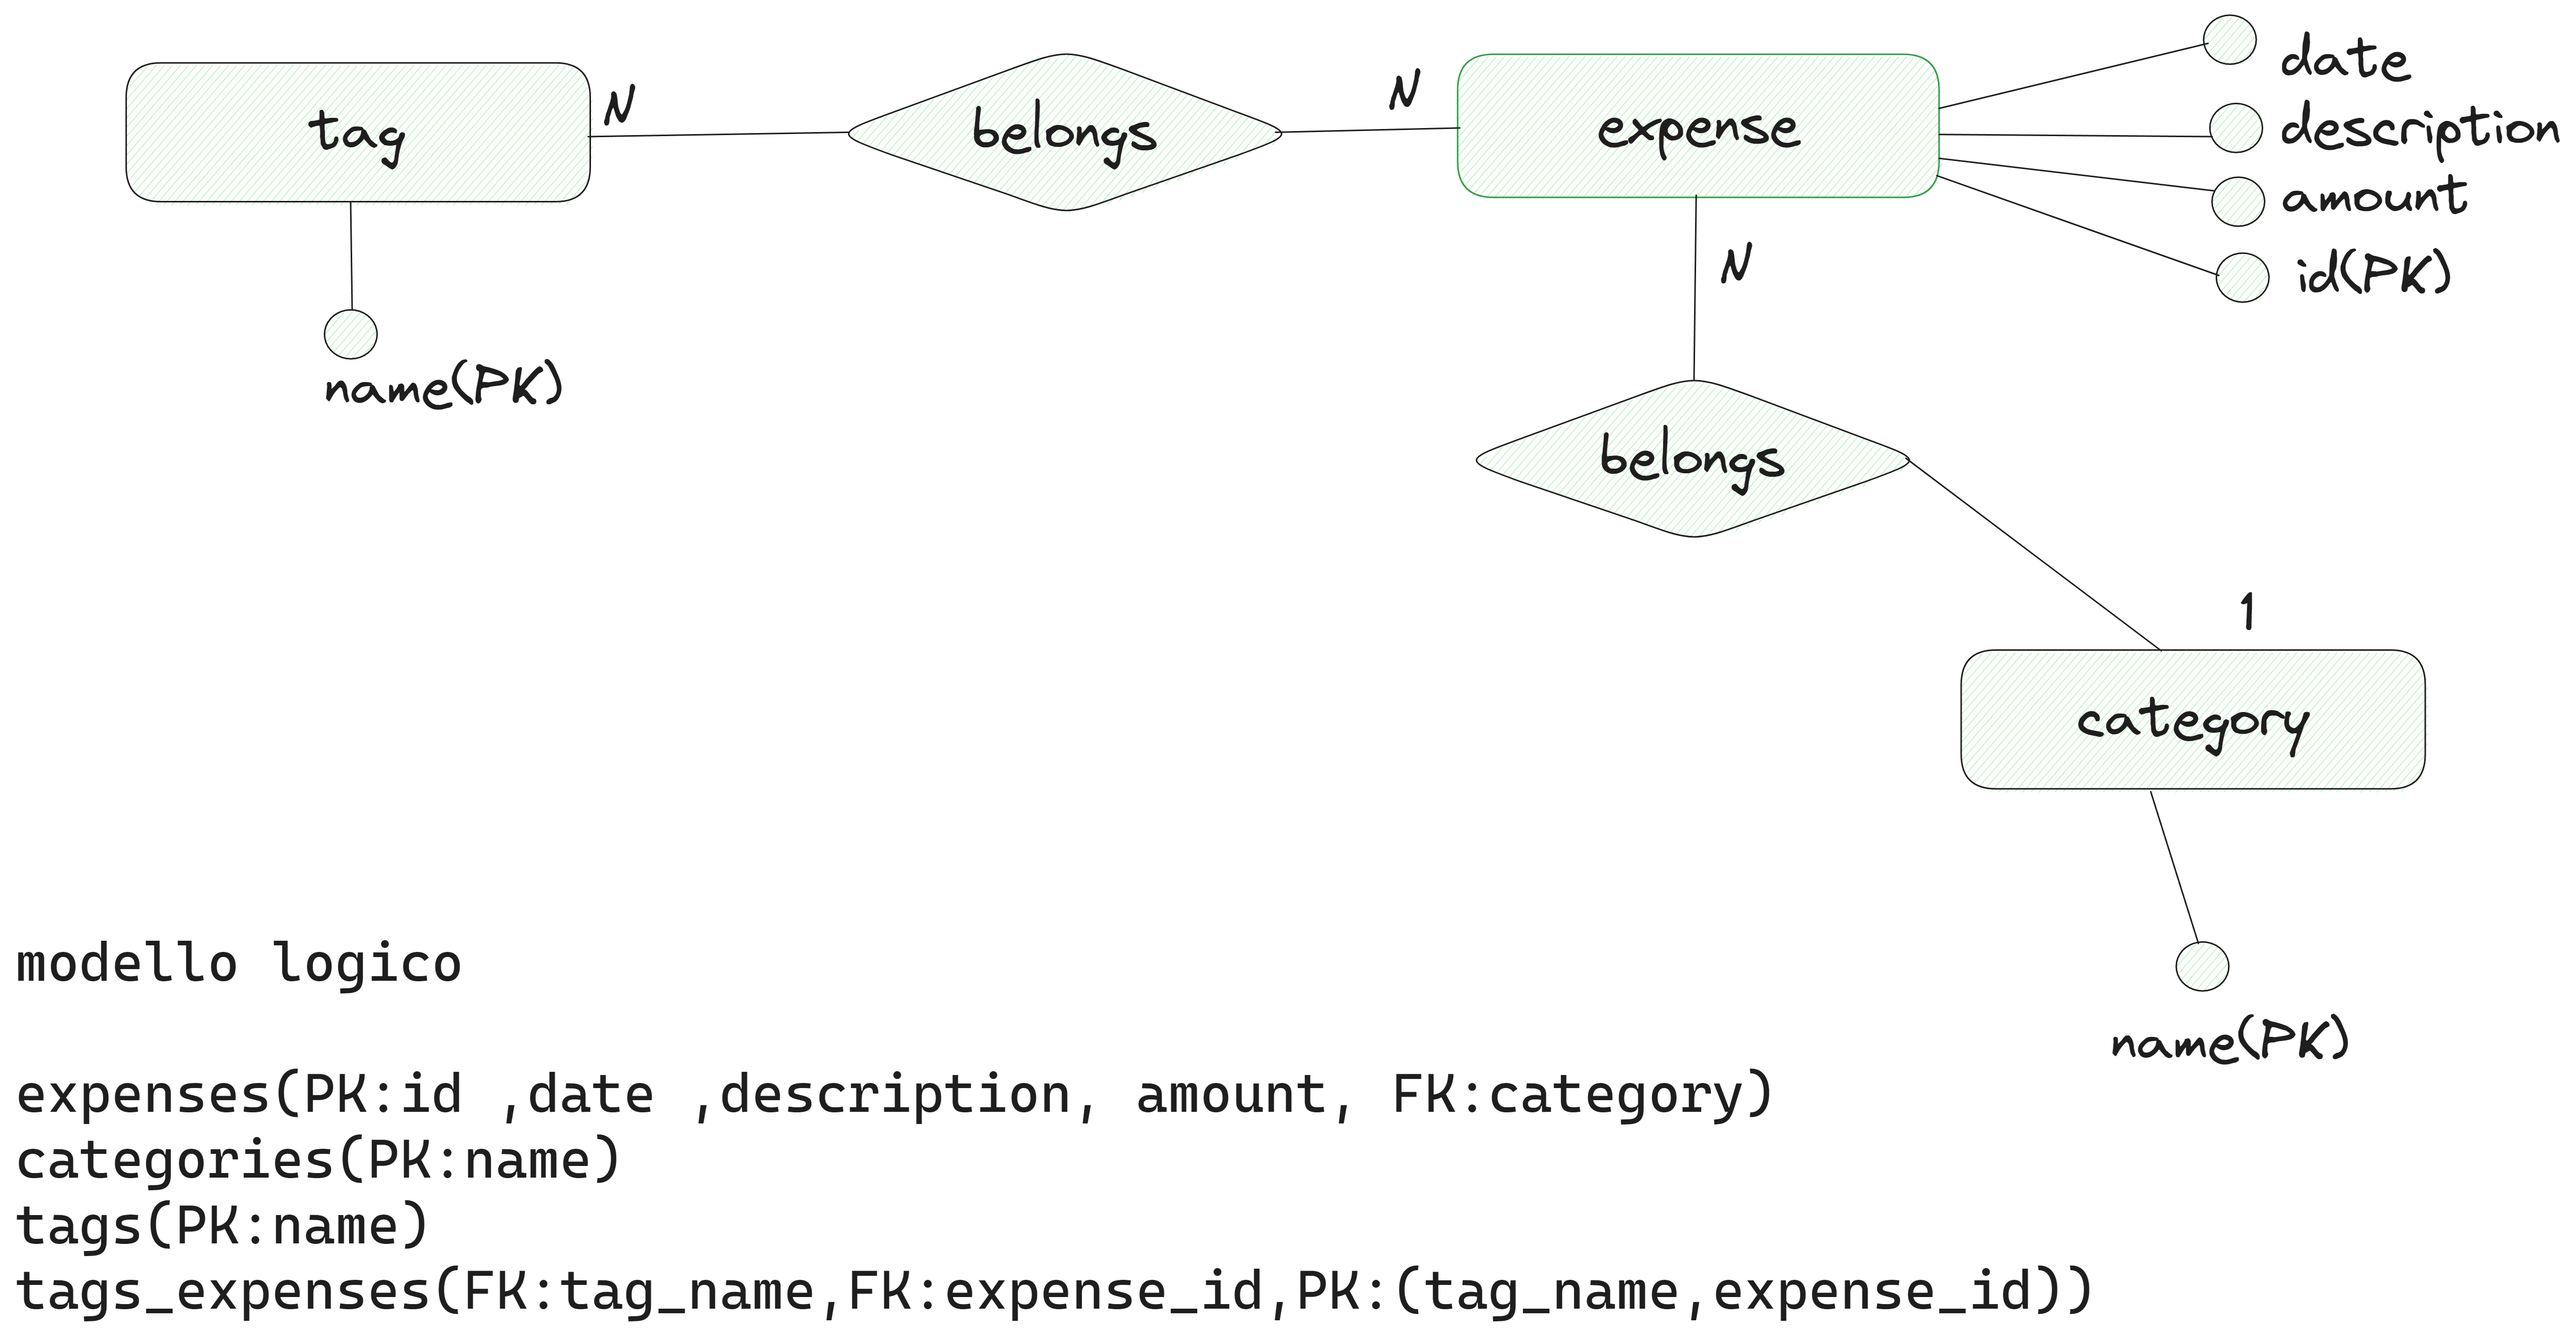 date
tag
N
belongs
N
expense
description
amount
id(PK)
N
name(PK)
belongs
1
category
name(PK)
modello logico
expenses(PK:id ,date ,description, amount, FK:category)
categories(PK:name)
tags(PK:name)
tags_expenses(FK:tag_name,FK:expense_id,PK:(tag_name,expense_id))